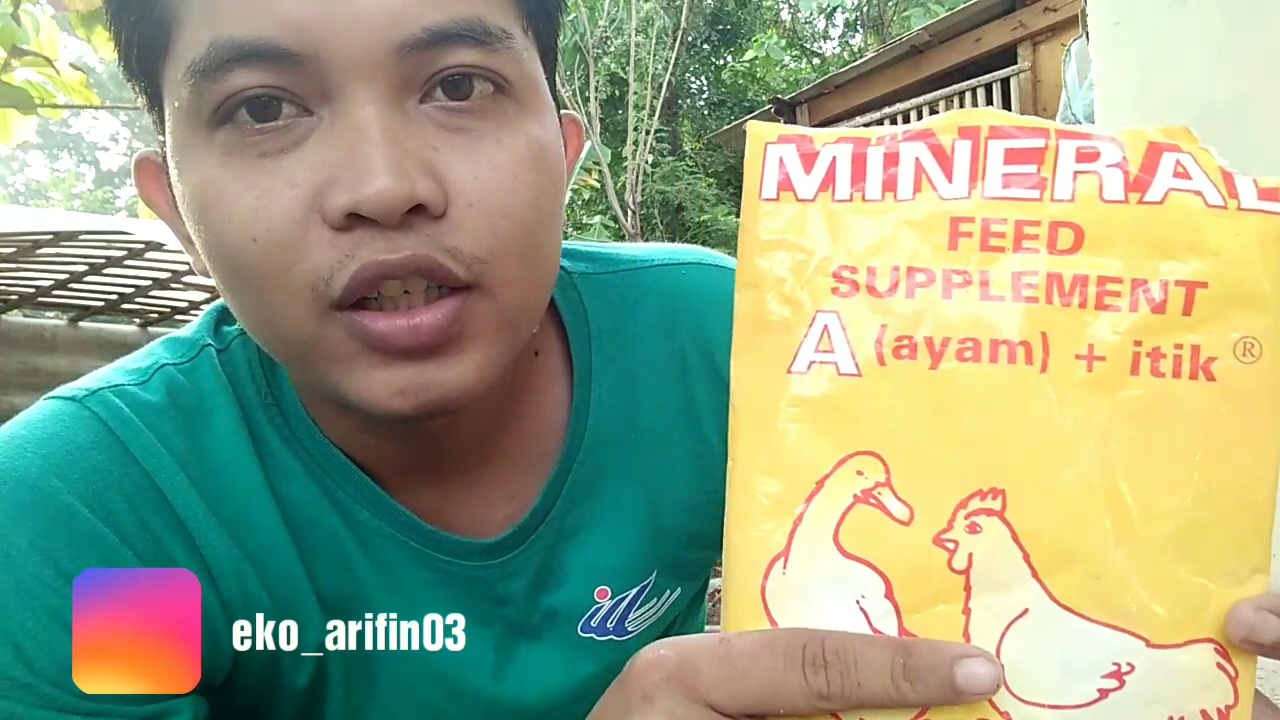 MiNERAL
FEED
SUPPLEMENT
A (ayam) + itik ®
eko_arifin03